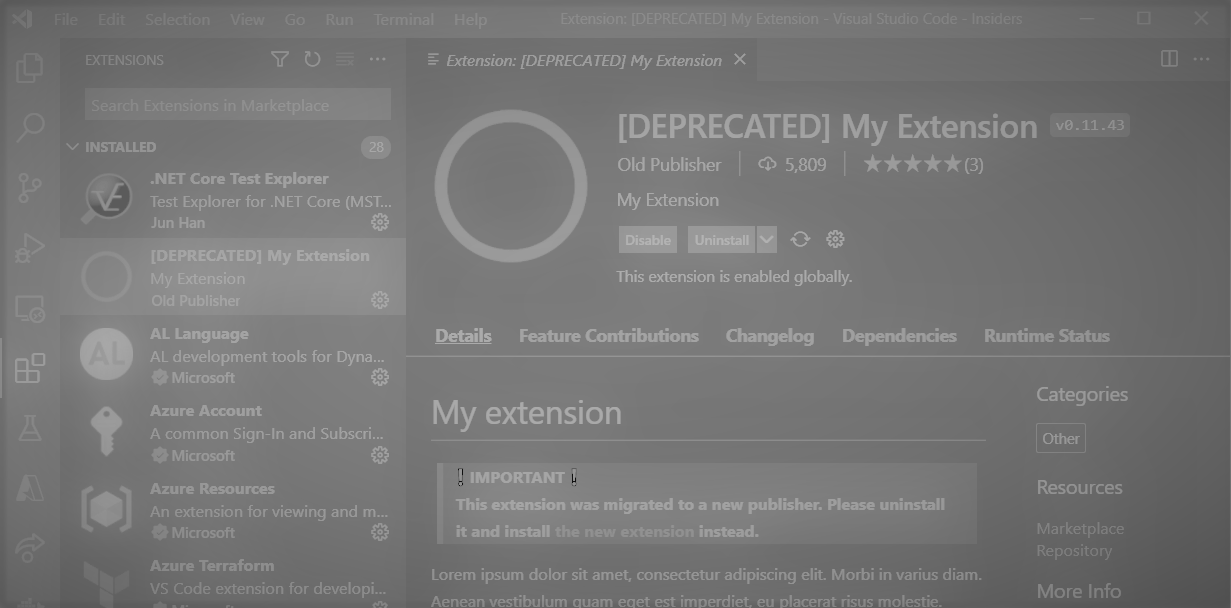 File Edit Selection View Go Run Terminal Help Extension: [DEPRECATED] My Extension - Visual Studio Code - Insiders
EXTENSIONS
Search Extensions in Marketplace
INSTALLED 28
.NET Core Test Explorer
Test Explorer for .NET Core (MST...
Jun Han
[DEPRECATED] My Extension
My Extension
Old Publisher
AL Language
AL development tools for Dyna...
Microsoft
AL
Azure Account
A common Sign-In and Subscri...
Microsoft
Azure Resources
An extension for viewing and m...
Microsoft
Azure Terraform
VS Code extension for developi...
Microsoft
Extension: [DEPRECATED] My Extension
[DEPRECATED] My Extension v0.11.43
Old Publisher 5,809 (3)
My Extension
Disable Uninstall
This extension is enabled globally.
Details Feature Contributions Changelog Dependencies Runtime Status
My extension
! IMPORTANT !
This extension was migrated to a new publisher. Please uninstall
it and install the new extension instead.
Lorem ipsum dolor sit amet, consectetur adipiscing elit. Morbi in varius diam.
Aenean vestibulum quam eget est imperdiet, eu placerat risus molestie.
Categories
Other
Resources
Marketplace
Repository
More Info